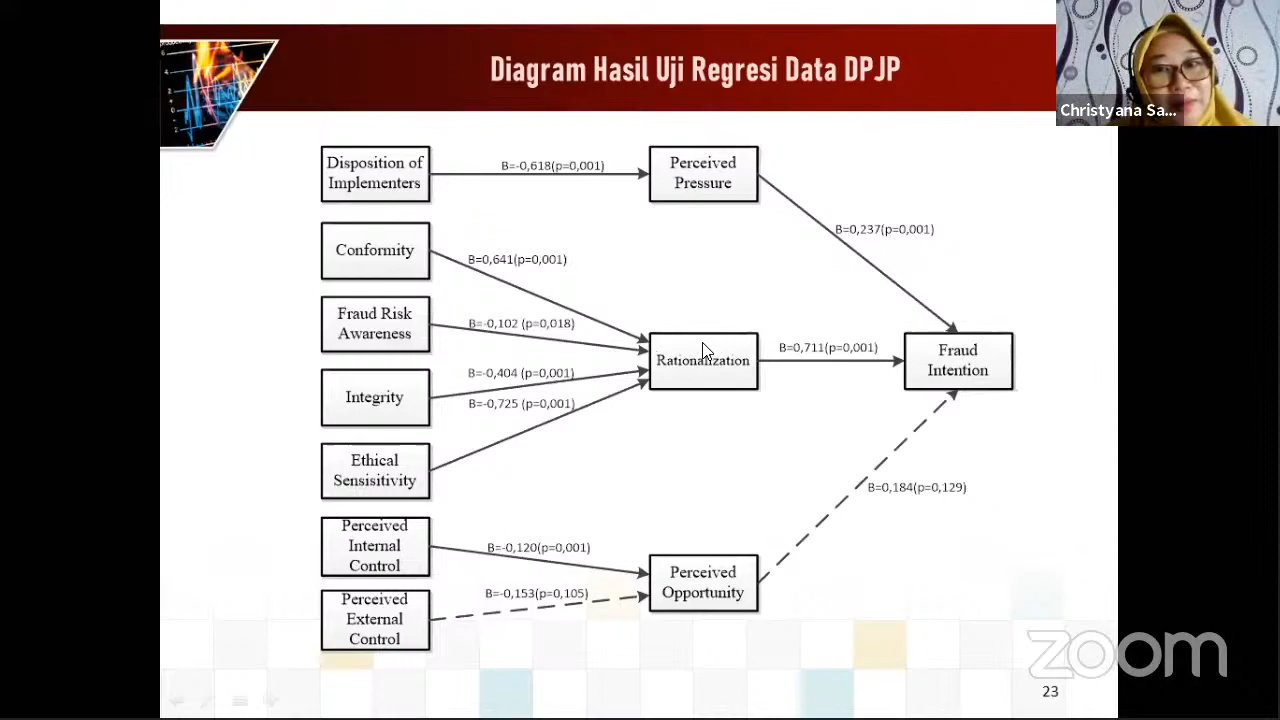 Diagram Hasil Uji Regresi Data DPJP
Christyana Sa...
Disposition of
Implementers
B=-0,618(p=0,001)
Perceived
Pressure
B=0,237(p=0,001)
Conformity
B=0,641(p=0,001)
Fraud Risk
Awareness
B=-0,102 (p=0,018)
Rationalization
B=0,711(p=0,001)
Fraud
Intention
Integrity
B=-0,404 (p=0,001)
B=-0,725 (p=0,001)
Ethical
Sensisitivity
B=0,184(p=0,129)
Perceived
Internal
Control
B=-0,120(p=0,001)
Perceived
Opportunity
Perceived
External
Control
B=-0,153(p=0,105)
zoom
23